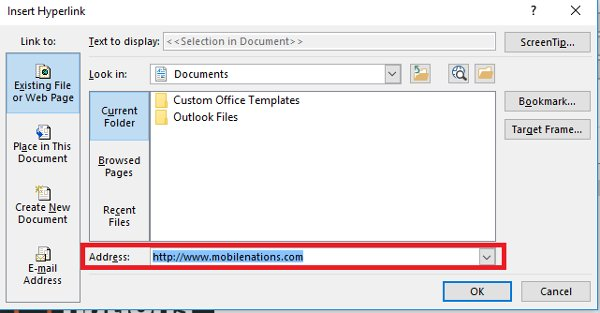 Insert Hyperlink
Link to:
Text to display: <<Selection in Document>>
ScreenTip...
Existing File
or Web Page
Look in: Documents
Current
Folder
Custom Office Templates
Outlook Files
Bookmark...
Target Frame...
Place in This
Document
Browsed
Pages
Create New
Document
Recent
Files
E-mail
Address
Address: http://www.mobilenations.com
OK
Cancel